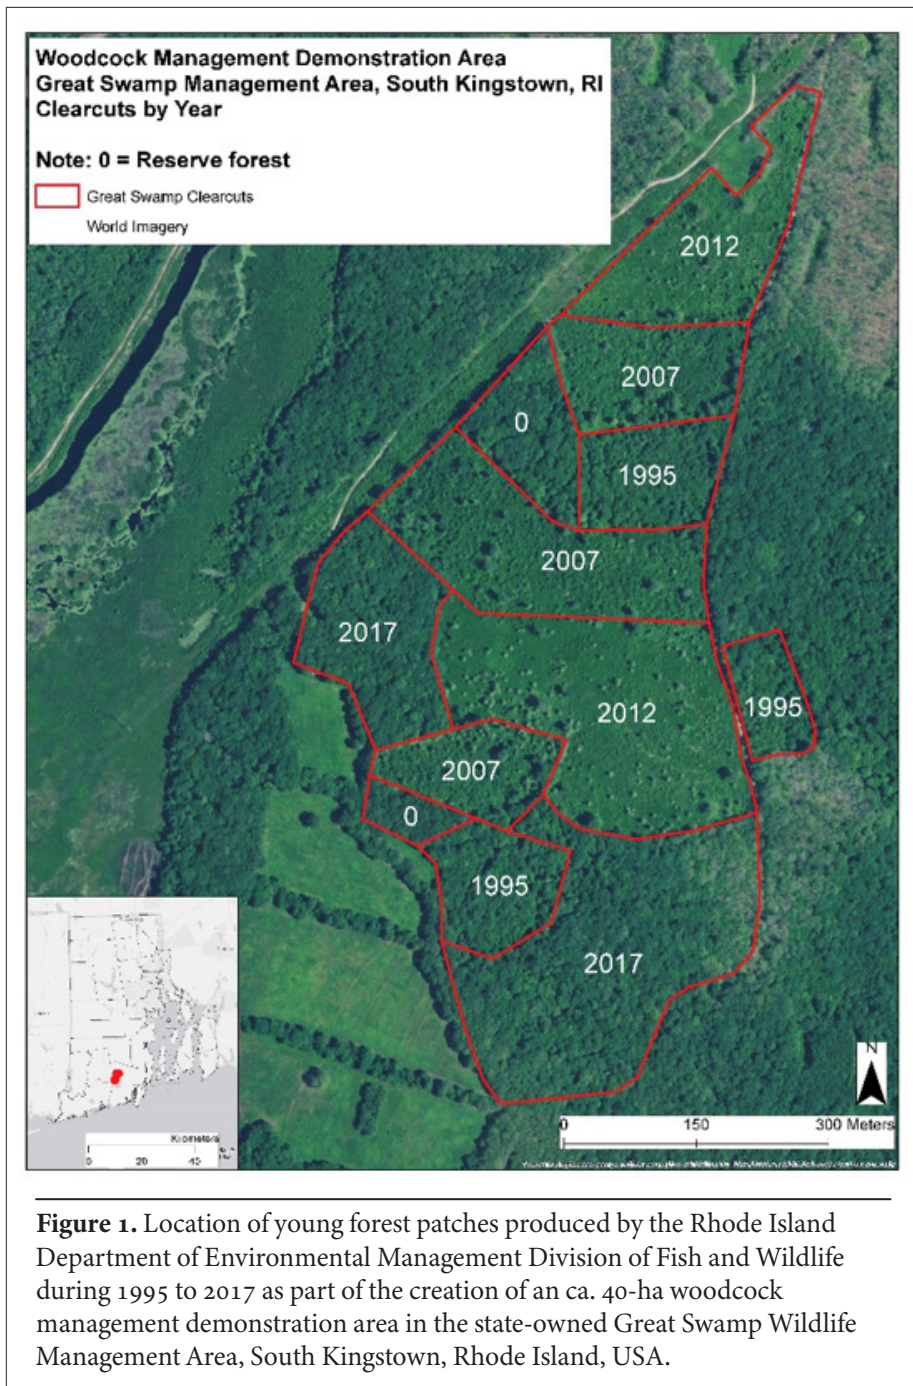 Woodcock Management Demonstration Area
Great Swamp Management Area, South Kingstown, RI
Clearcuts by Year
Note: 0 = Reserve forest
Great Swamp Clearcuts
World Imagery
2012
2007
0
1995
2007
2017
2012
1995
2007
0
1995
2017
N
0 150 300 Meters
Kilometers
0 20 40
Figure 1. Location of young forest patches produced by the Rhode Island
Department of Environmental Management Division of Fish and Wildlife
during 1995 to 2017 as part of the creation of an ca. 40-ha woodcock
management demonstration area in the state-owned Great Swamp Wildlife
Management Area, South Kingstown, Rhode Island, USA.